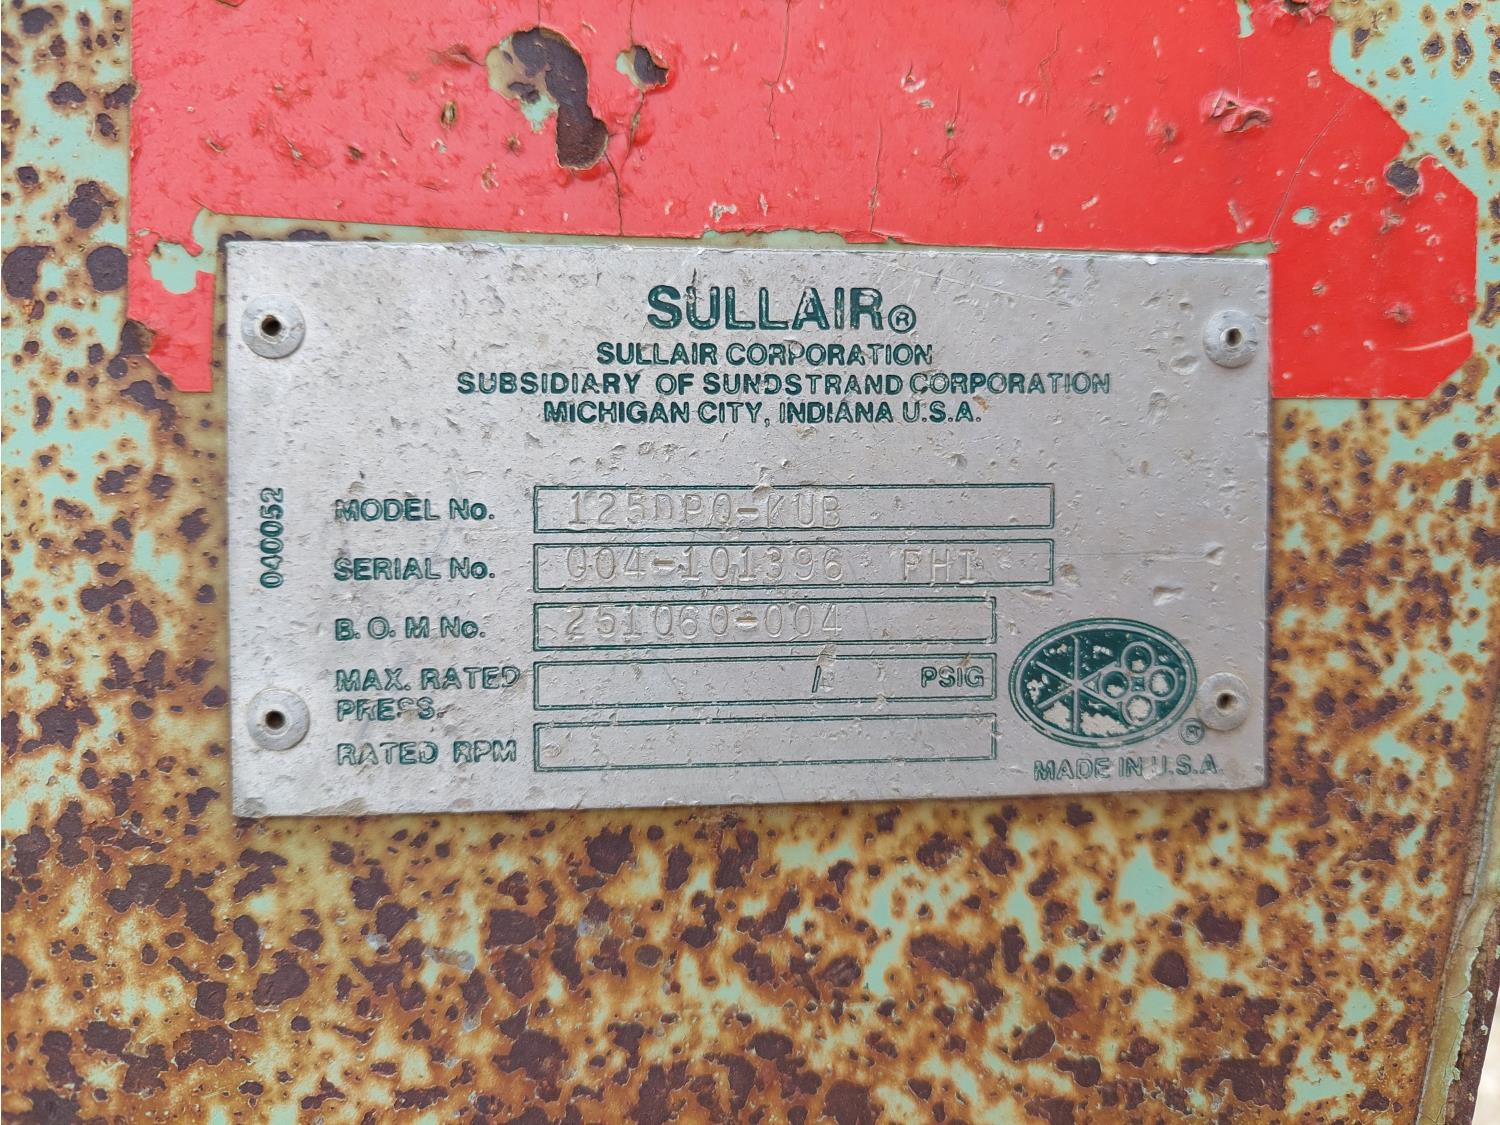 SULLAIR®
SULLAIR CORPORATION
SUBSIDIARY OF SUNDSTRAND CORPORATION
MICHIGAN CITY, INDIANA U.S.A.
040052
MODEL No. 125DPQ-KUB
SERIAL No. 004-101396 FHI
B. O. M No. 251060-004
MAX. RATED PRESS. / PSIG
RATED RPM
®
MADE IN U.S.A.